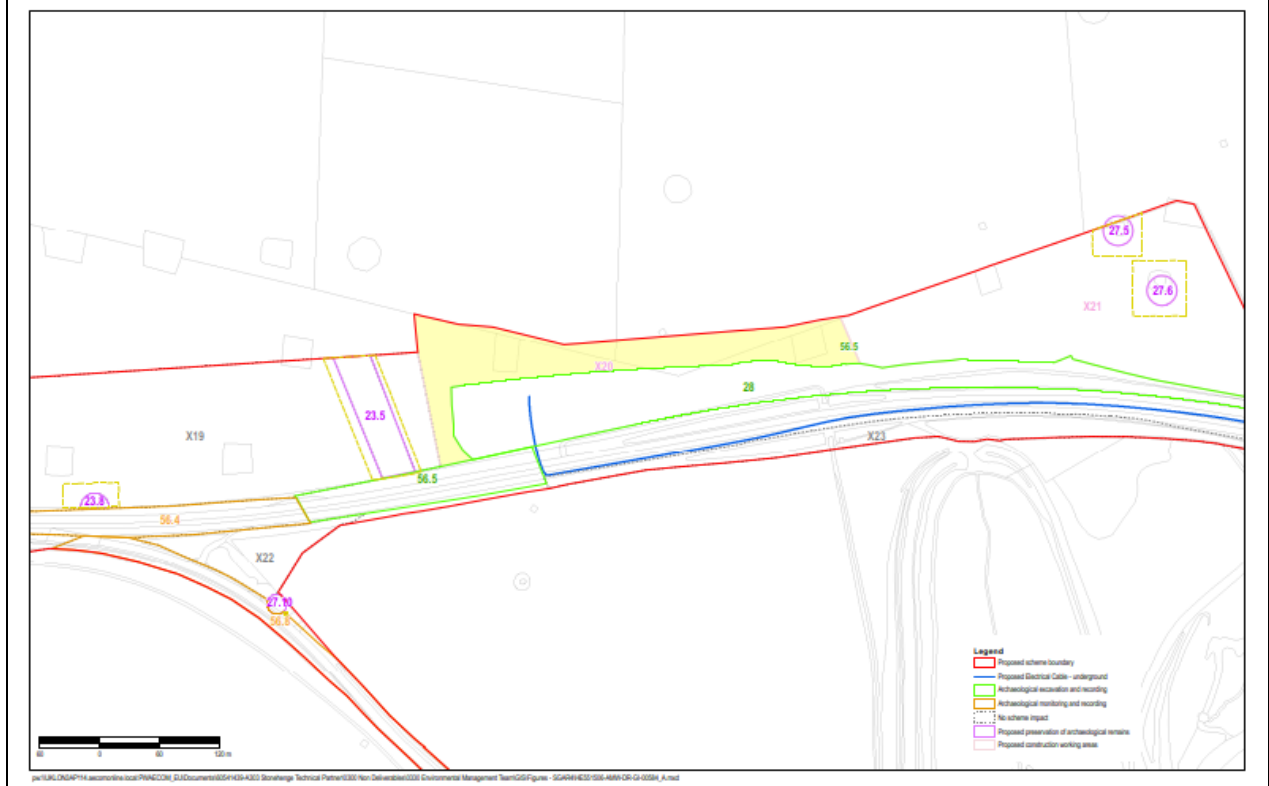 27.5
27.6
X21
56.5
X20
28
23.5
X19
X23
56.5
23.8
56.4
X22
27.10
56.8
Legend
Proposed scheme boundary
Proposed Electrical Cable - underground
Archaeological excavation and recording
Archaeological monitoring and recording
No scheme impact
Proposed preservation of archaeological remains
Proposed construction working areas
60 0 60 120 m